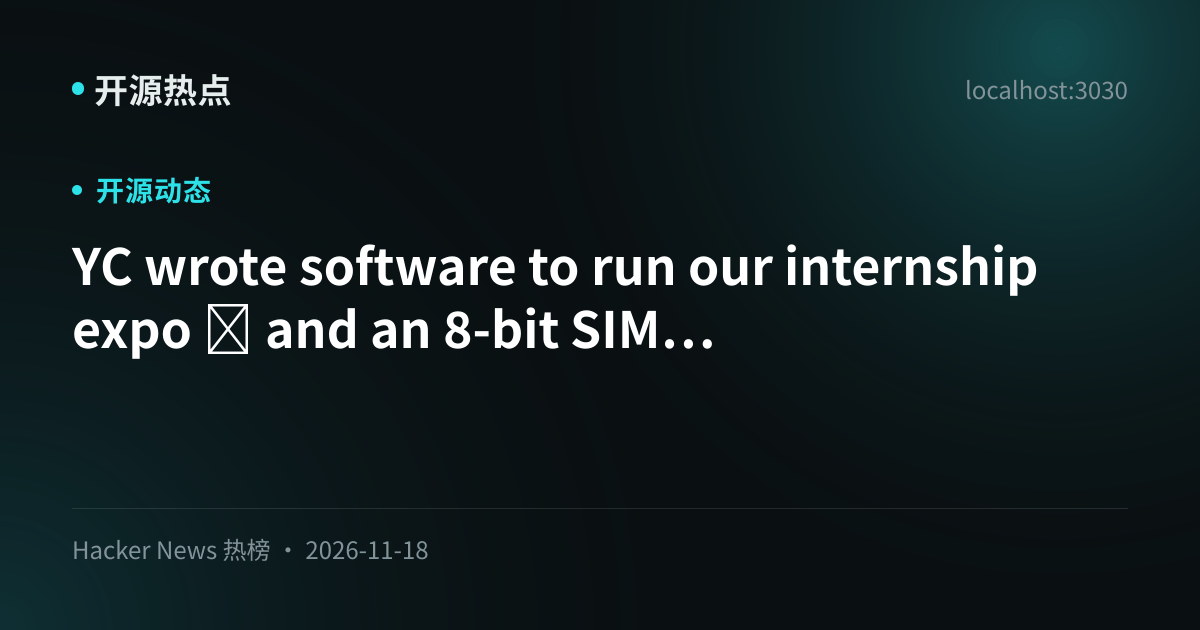 开源热点
localhost:3030
开源动态
YC wrote software to run our internship
expo and an 8-bit SIM…
Hacker News 热榜 · 2026-11-18